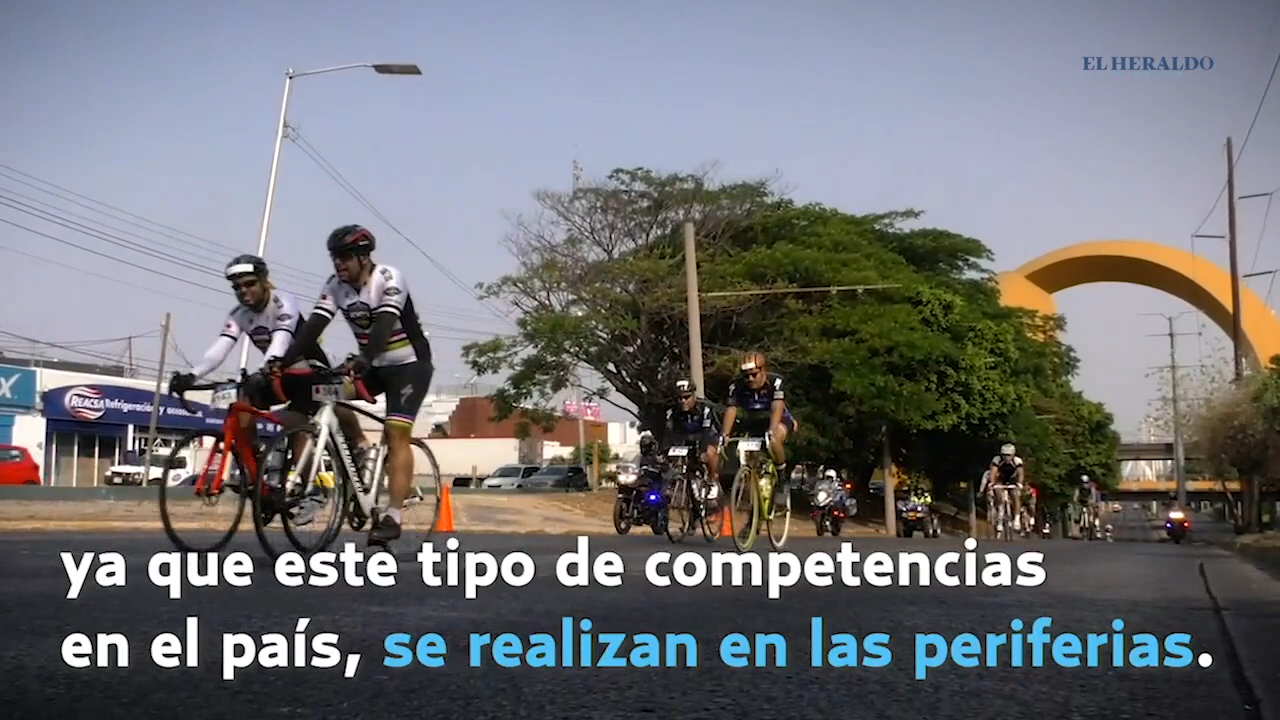 EL HERALDO
X
REACSA Refrigeración y
ya que este tipo de competencias
en el país, se realizan en las periferias.